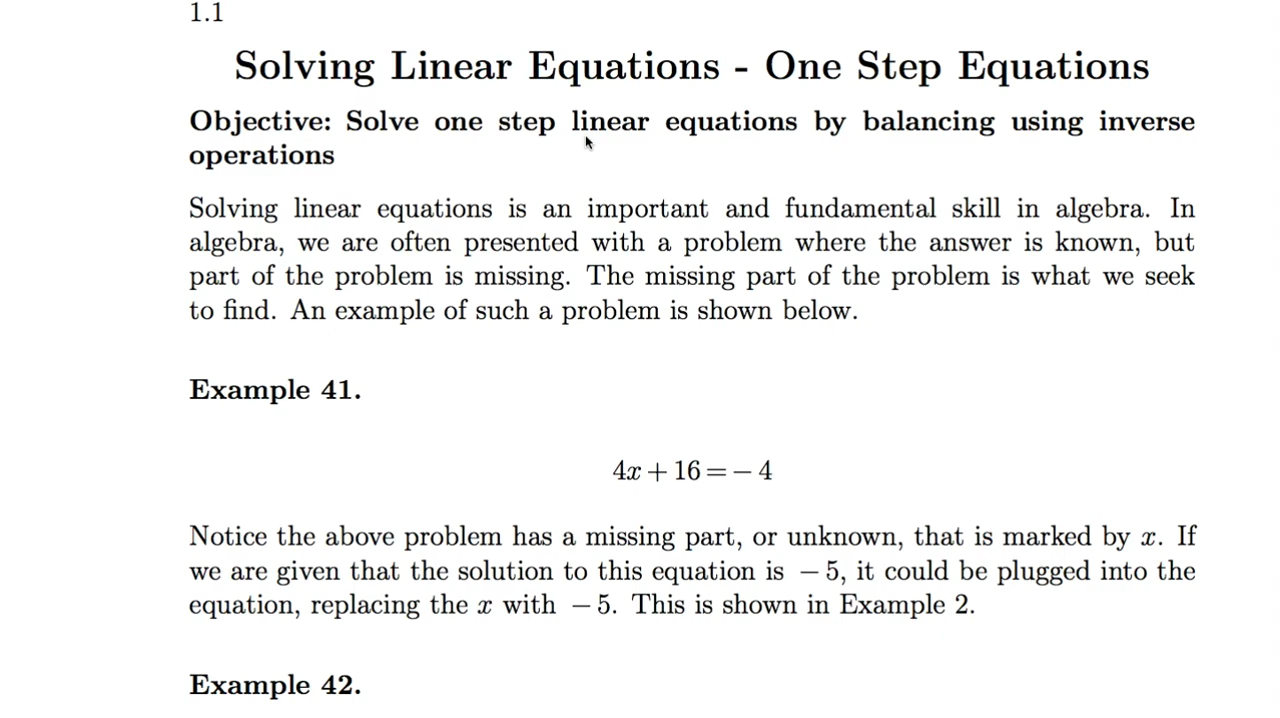 1.1
Solving Linear Equations - One Step Equations
Objective: Solve one step linear equations by balancing using inverse
operations
Solving linear equations is an important and fundamental skill in algebra. In
algebra, we are often presented with a problem where the answer is known, but
part of the problem is missing. The missing part of the problem is what we seek
to find. An example of such a problem is shown below.
Example 41.
4x + 16 = − 4
Notice the above problem has a missing part, or unknown, that is marked by x. If
we are given that the solution to this equation is − 5, it could be plugged into the
equation, replacing the x with − 5. This is shown in Example 2.
Example 42.